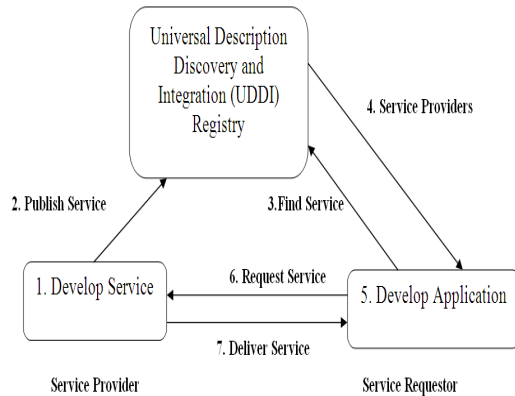 Universal Description
Discovery and
Integration (UDDI)
Registry
4. Service Providers
2. Publish Service
3.Find Service
1. Develop Service
6. Request Service
5. Develop Application
7. Deliver Service
Service Provider
Service Requestor